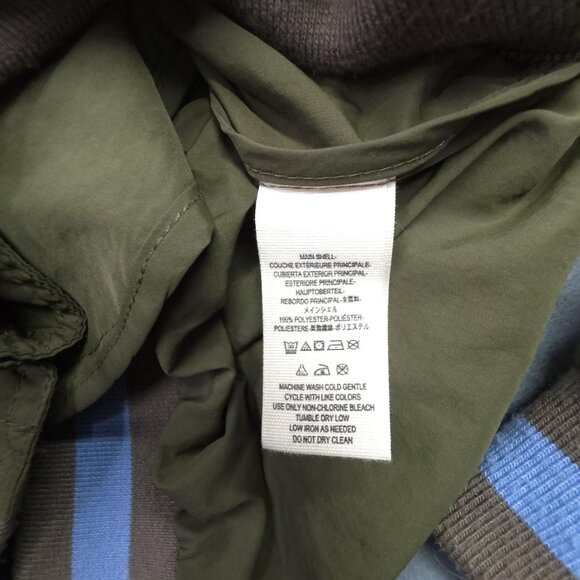 MAIN SHELL-
COUCHE EXTÉRIEURE PRINCIPALE-
CUBIERTA EXTERIOR PRINCIPAL-
ESTERIORE PRINCIPALE-
HAUPTOBERTEIL-
REBORDO PRINCIPAL-主面料-
メインシェル
100% POLYESTER-POLIÉSTER-
POLIESTERE-聚酯纖維-ポリエステル
MACHINE WASH COLD GENTLE
CYCLE WITH LIKE COLORS
USE ONLY NON-CHLORINE BLEACH
TUMBLE DRY LOW
LOW IRON AS NEEDED
DO NOT DRY CLEAN